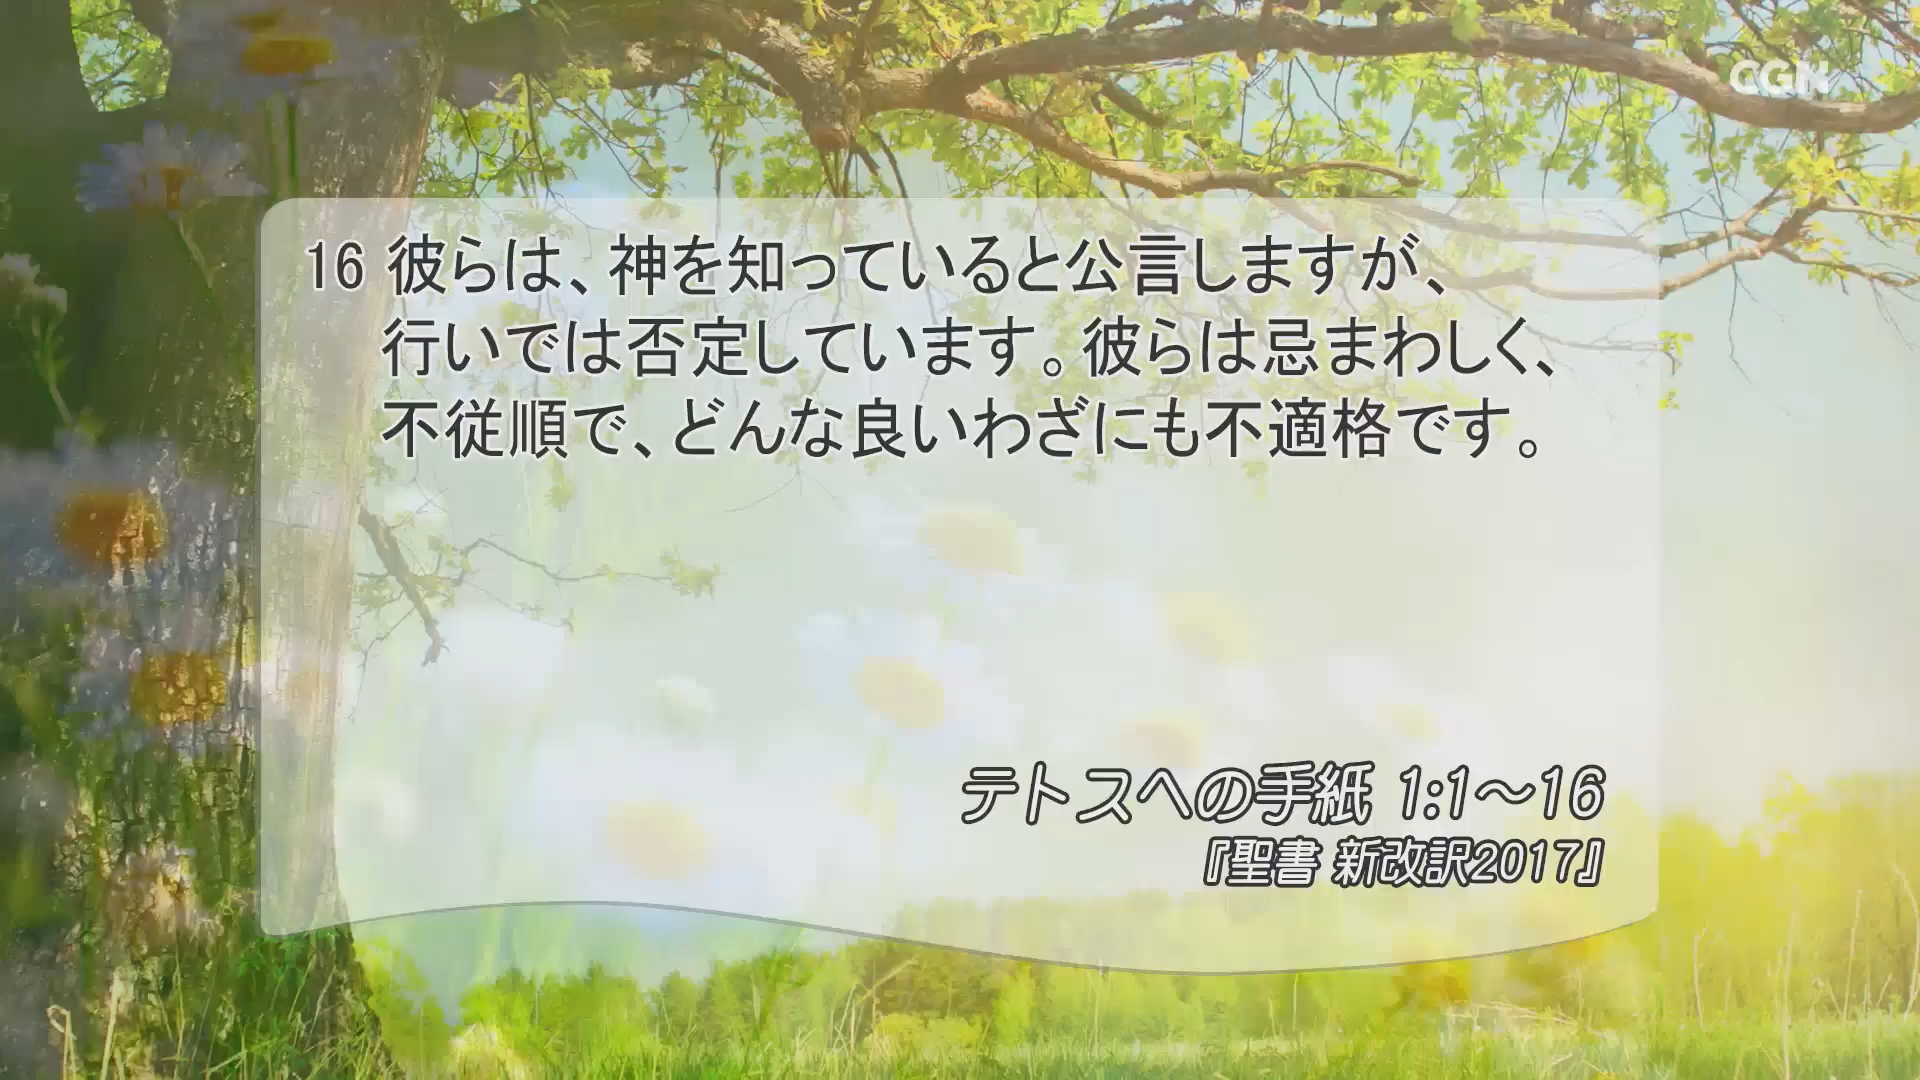 CGN
16 彼らは、神を知っていると公言しますが、
行いでは否定しています。彼らは忌まわしく、
不従順で、どんな良いわざにも不適格です。
テトスへの手紙 1:1〜16
『聖書 新改訳2017』